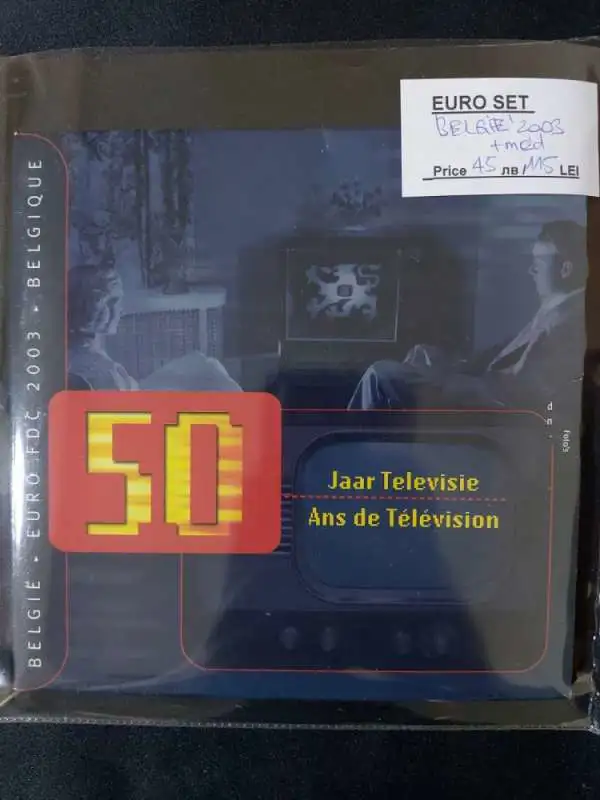 EURO SET
BELGIE'2003
+med
Price 45 лв/115 LEI
BELGIË • EURO FDC 2003 • BELGIQUE
50
Jaar Televisie
Ans de Télévision
Foto's